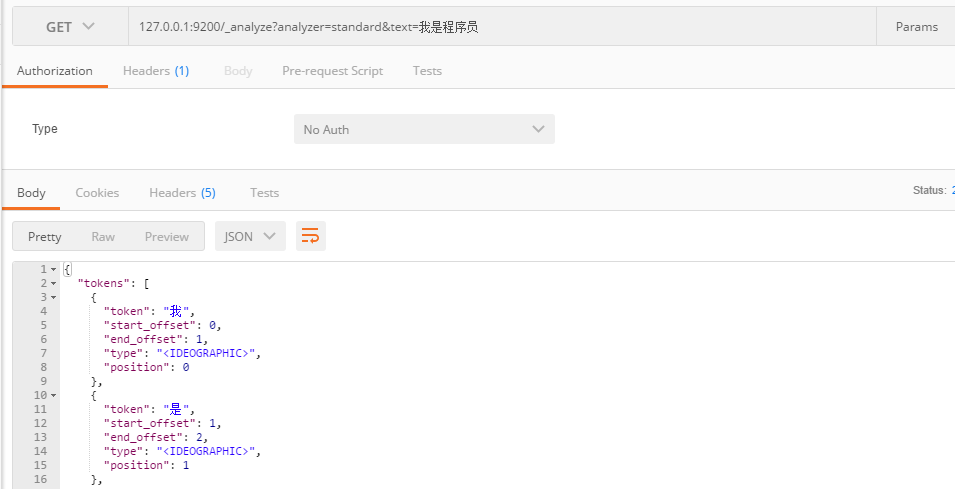 GET 127.0.0.1:9200/_analyze?analyzer=standard&text=我是程序员 Params
Authorization Headers (1) Body Pre-request Script Tests
Type No Auth
Body Cookies Headers (5) Tests Status: 2
Pretty Raw Preview JSON
1 {
2 "tokens": [
3 {
4 "token": "我",
5 "start_offset": 0,
6 "end_offset": 1,
7 "type": "<IDEOGRAPHIC>",
8 "position": 0
9 },
10 {
11 "token": "是",
12 "start_offset": 1,
13 "end_offset": 2,
14 "type": "<IDEOGRAPHIC>",
15 "position": 1
16 },